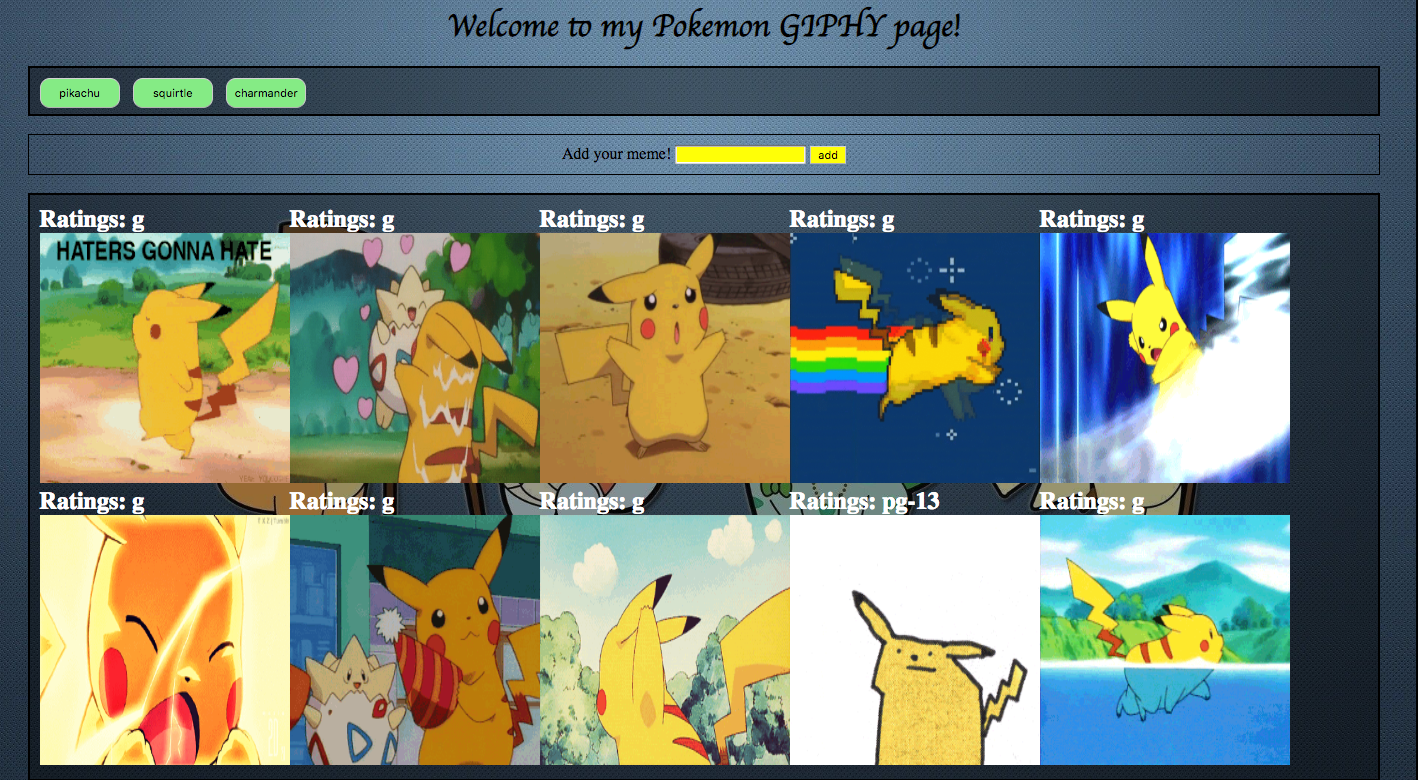 Welcome to my Pokemon GIPHY page!
pikachu squirtle charmander
Add your meme! add
Ratings: g Ratings: g Ratings: g Ratings: g Ratings: g
HATERS GONNA HATE
Ratings: g Ratings: g Ratings: g Ratings: pg-13 Ratings: g